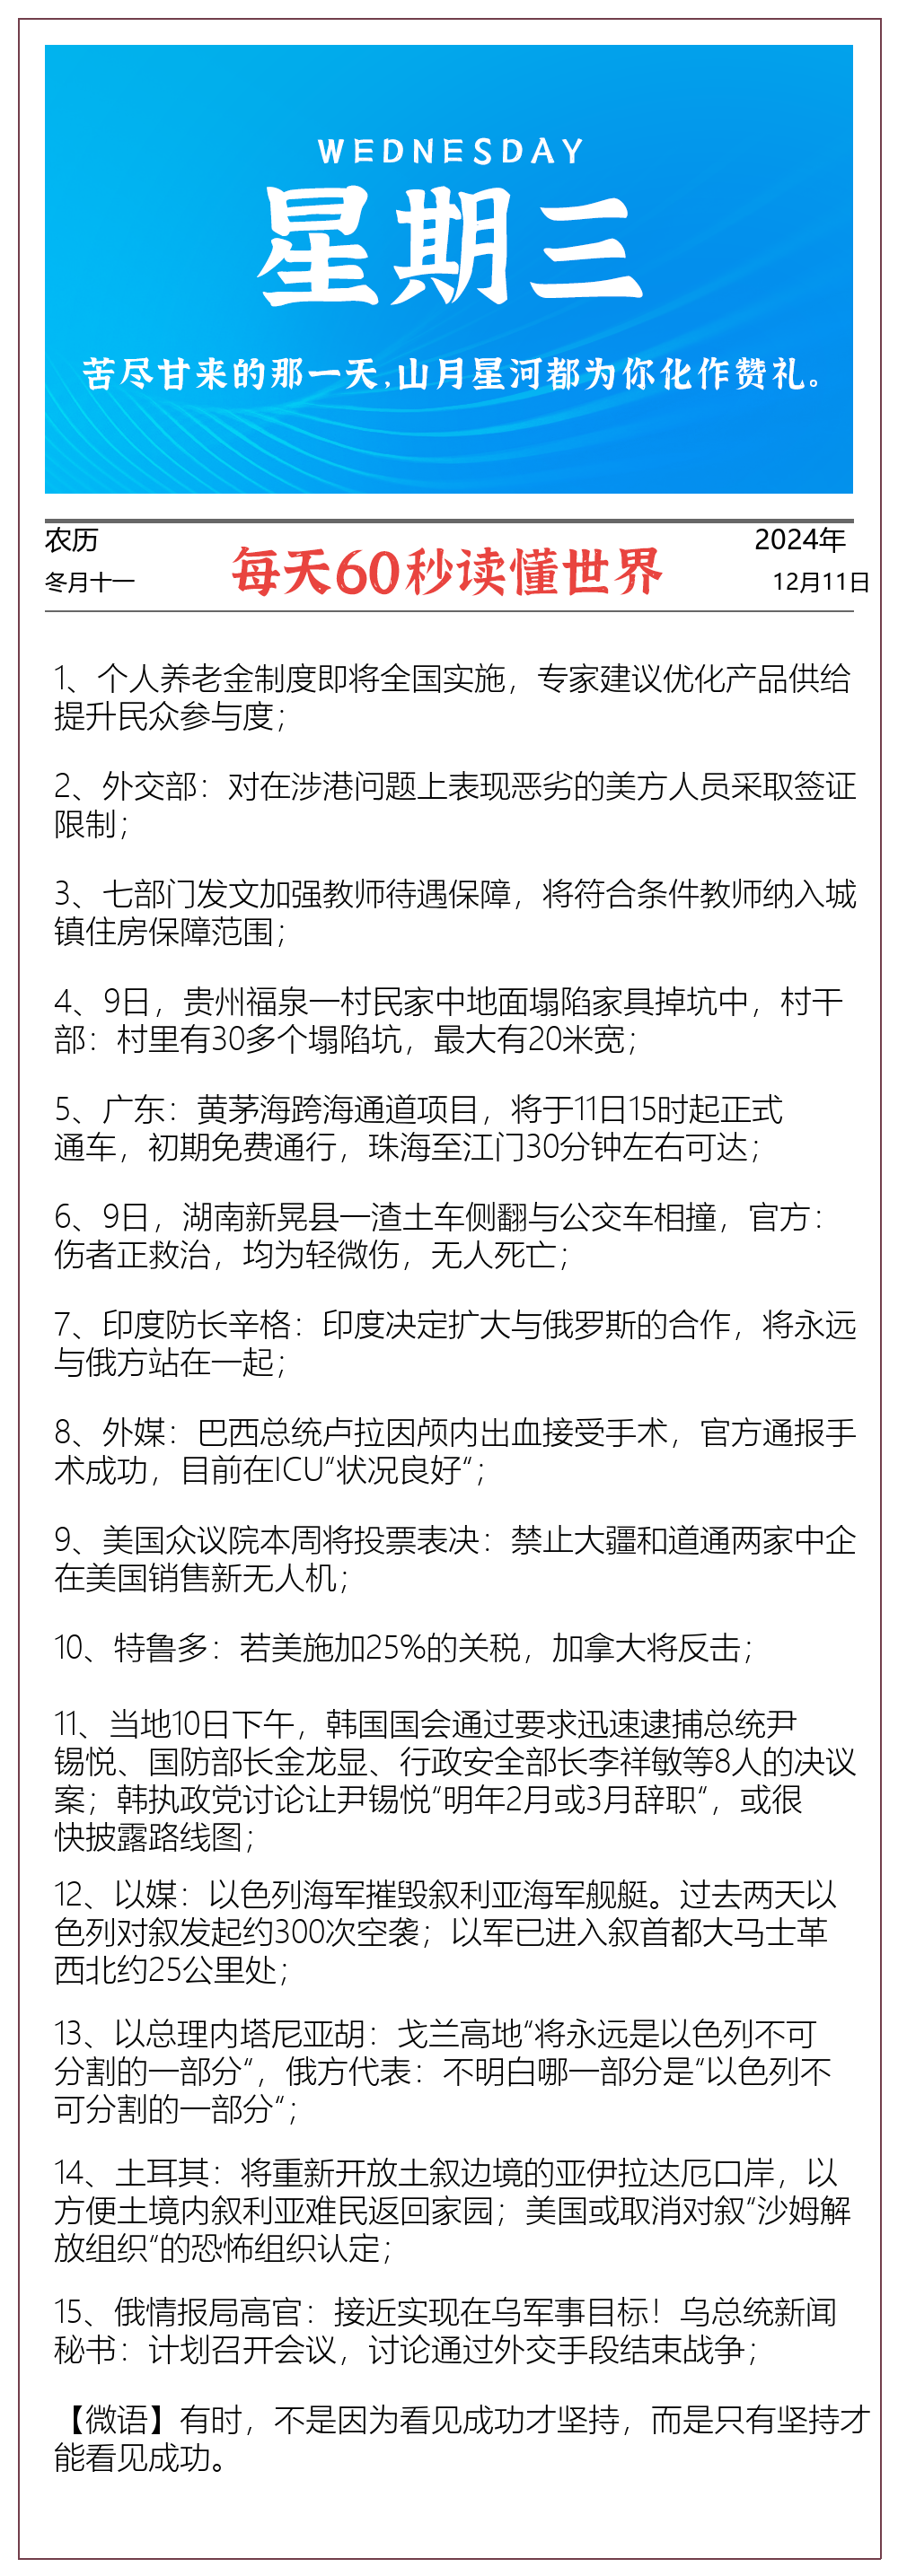 WEDNESDAY
星期三
苦尽甘来的那一天,山月星河都为你化作赞礼。
农历
2024年
每天60秒读懂世界
冬月十一
12月11日
1、个人养老金制度即将全国实施，专家建议优化产品供给
提升民众参与度；
2、外交部：对在涉港问题上表现恶劣的美方人员采取签证
限制；
3、七部门发文加强教师待遇保障，将符合条件教师纳入城
镇住房保障范围；
4、9日，贵州福泉一村民家中地面塌陷家具掉坑中，村干
部：村里有30多个塌陷坑，最大有20米宽；
5、广东：黄茅海跨海通道项目，将于11日15时起正式
通车，初期免费通行，珠海至江门30分钟左右可达；
6、9日，湖南新晃县一渣土车侧翻与公交车相撞，官方：
伤者正救治，均为轻微伤，无人死亡；
7、印度防长辛格：印度决定扩大与俄罗斯的合作，将永远
与俄方站在一起；
8、外媒：巴西总统卢拉因颅内出血接受手术，官方通报手
术成功，目前在ICU“状况良好“；
9、美国众议院本周将投票表决：禁止大疆和道通两家中企
在美国销售新无人机；
10、特鲁多：若美施加25%的关税，加拿大将反击；
11、当地10日下午，韩国国会通过要求迅速逮捕总统尹
锡悦、国防部长金龙显、行政安全部长李祥敏等8人的决议
案；韩执政党讨论让尹锡悦“明年2月或3月辞职“，或很
快披露路线图；
12、以媒：以色列海军摧毁叙利亚海军舰艇。过去两天以
色列对叙发起约300次空袭；以军已进入叙首都大马士革
西北约25公里处；
13、以总理内塔尼亚胡：戈兰高地“将永远是以色列不可
分割的一部分“，俄方代表：不明白哪一部分是“以色列不
可分割的一部分“；
14、土耳其：将重新开放土叙边境的亚伊拉达厄口岸，以
方便土境内叙利亚难民返回家园；美国或取消对叙“沙姆解
放组织“的恐怖组织认定；
15、俄情报局高官：接近实现在乌军事目标！乌总统新闻
秘书：计划召开会议，讨论通过外交手段结束战争；
【微语】有时，不是因为看见成功才坚持，而是只有坚持才
能看见成功。